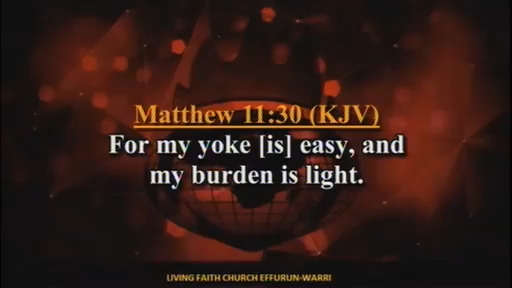 Matthew 11:30 (KJV)
For my yoke [is] easy, and
my burden is light.
LIVING FAITH CHURCH EFFURUN-WARRI